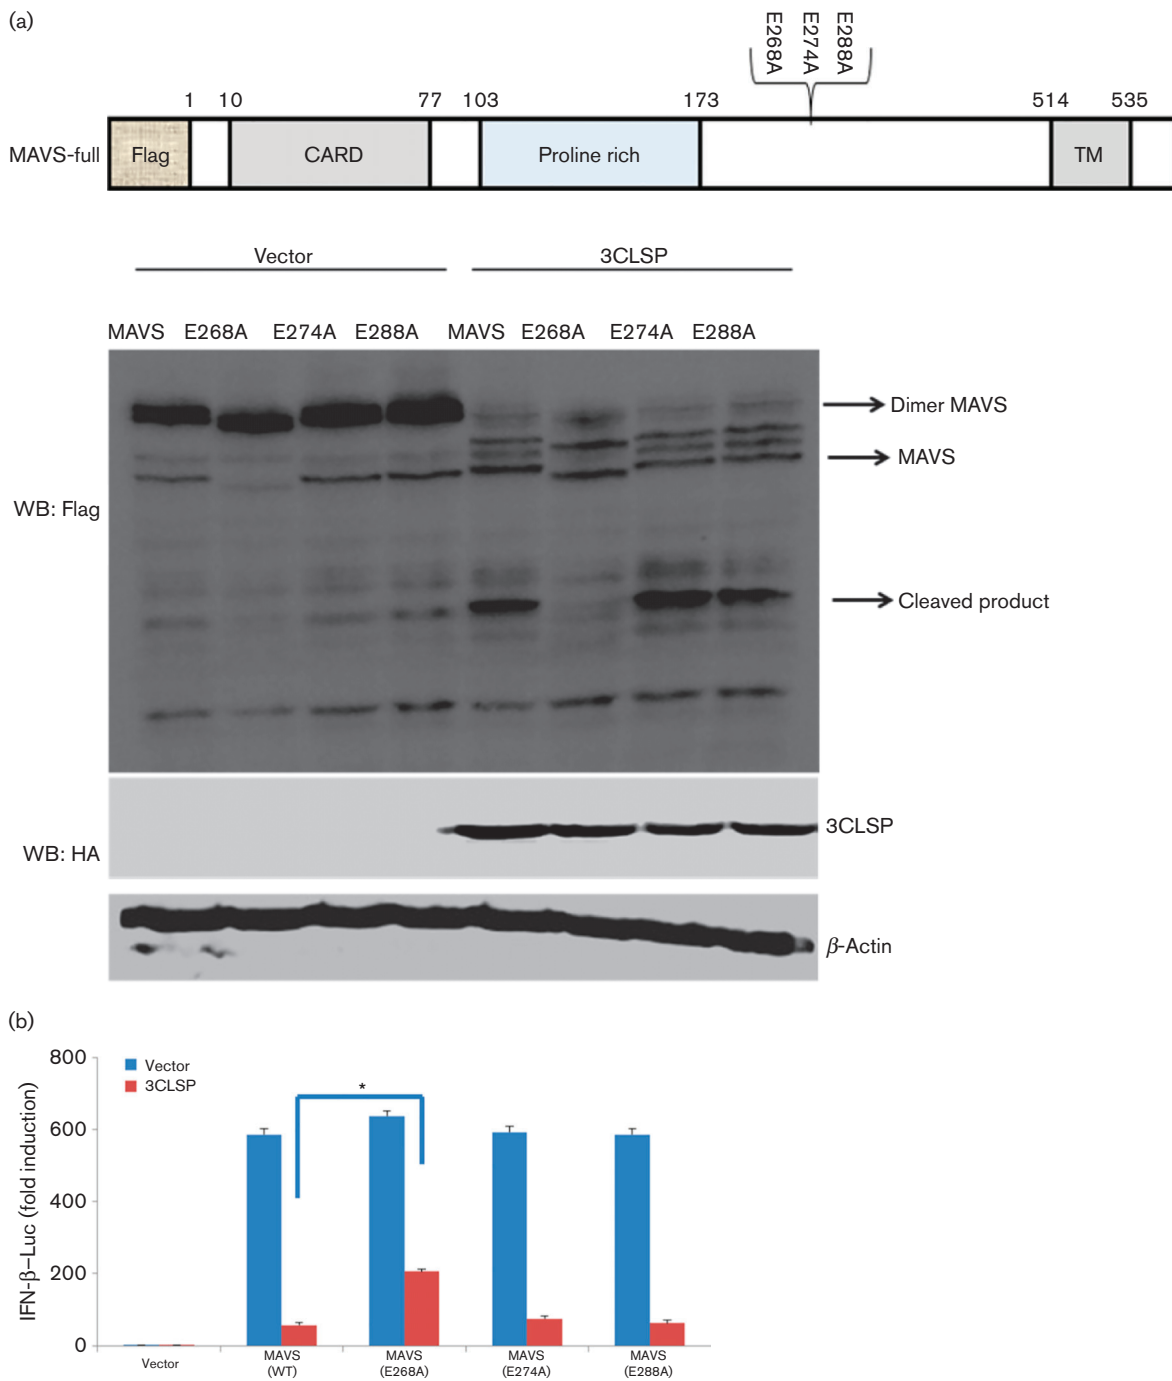 (a)
E268A E274A E288A
1 10 77 103 173 514 535
MAVS-full Flag CARD Proline rich TM
Vector 3CLSP
MAVS E268A E274A E288A MAVS E268A E274A E288A
Dimer MAVS
MAVS
WB: Flag
Cleaved product
3CLSP
WB: HA
β-Actin
(b)
IFN-β–Luc (fold induction)
800
600
400
200
0
Vector
3CLSP
*
Vector
MAVS
(WT)
MAVS
(E268A)
MAVS
(E274A)
MAVS
(E288A)